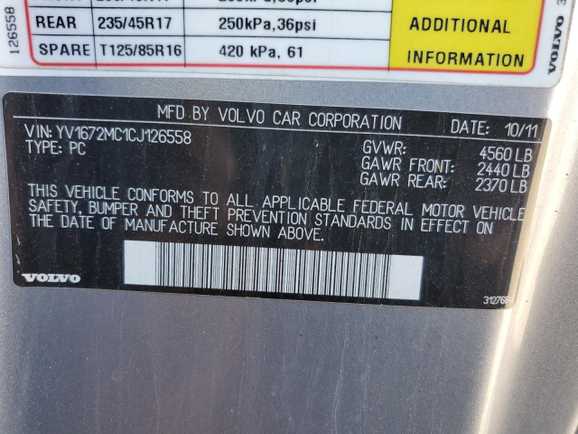 126558
REAR 235/45R17 250kPa,36psi
SPARE T125/85R16 420 kPa, 61
ADDITIONAL
INFORMATION
VOLVO
MFD BY VOLVO CAR CORPORATION DATE: 10/11
VIN: YV1672MC1CJ126558
TYPE: PC
GVWR: 4560 LB
GAWR FRONT: 2440 LB
GAWR REAR: 2370 LB
THIS VEHICLE CONFORMS TO ALL APPLICABLE FEDERAL MOTOR VEHICLE
SAFETY, BUMPER AND THEFT PREVENTION STANDARDS IN EFFECT ON
THE DATE OF MANUFACTURE SHOWN ABOVE.
VOLVO